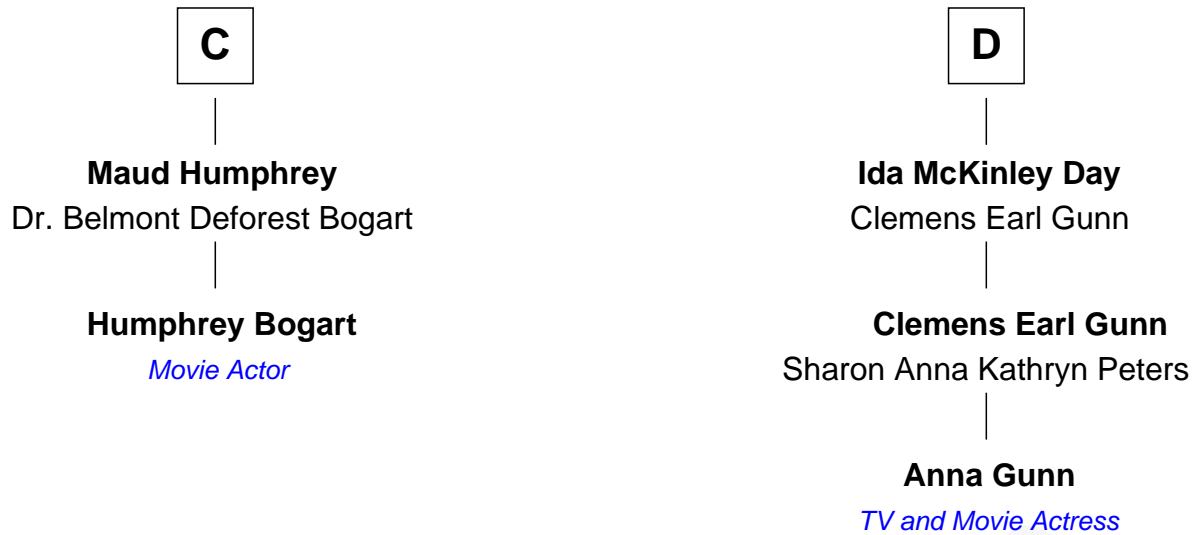 C
Maud Humphrey
Dr. Belmont Deforest Bogart
Humphrey Bogart
Movie Actor
D
Ida McKinley Day
Clemens Earl Gunn
Clemens Earl Gunn
Sharon Anna Kathryn Peters
Anna Gunn
TV and Movie Actress